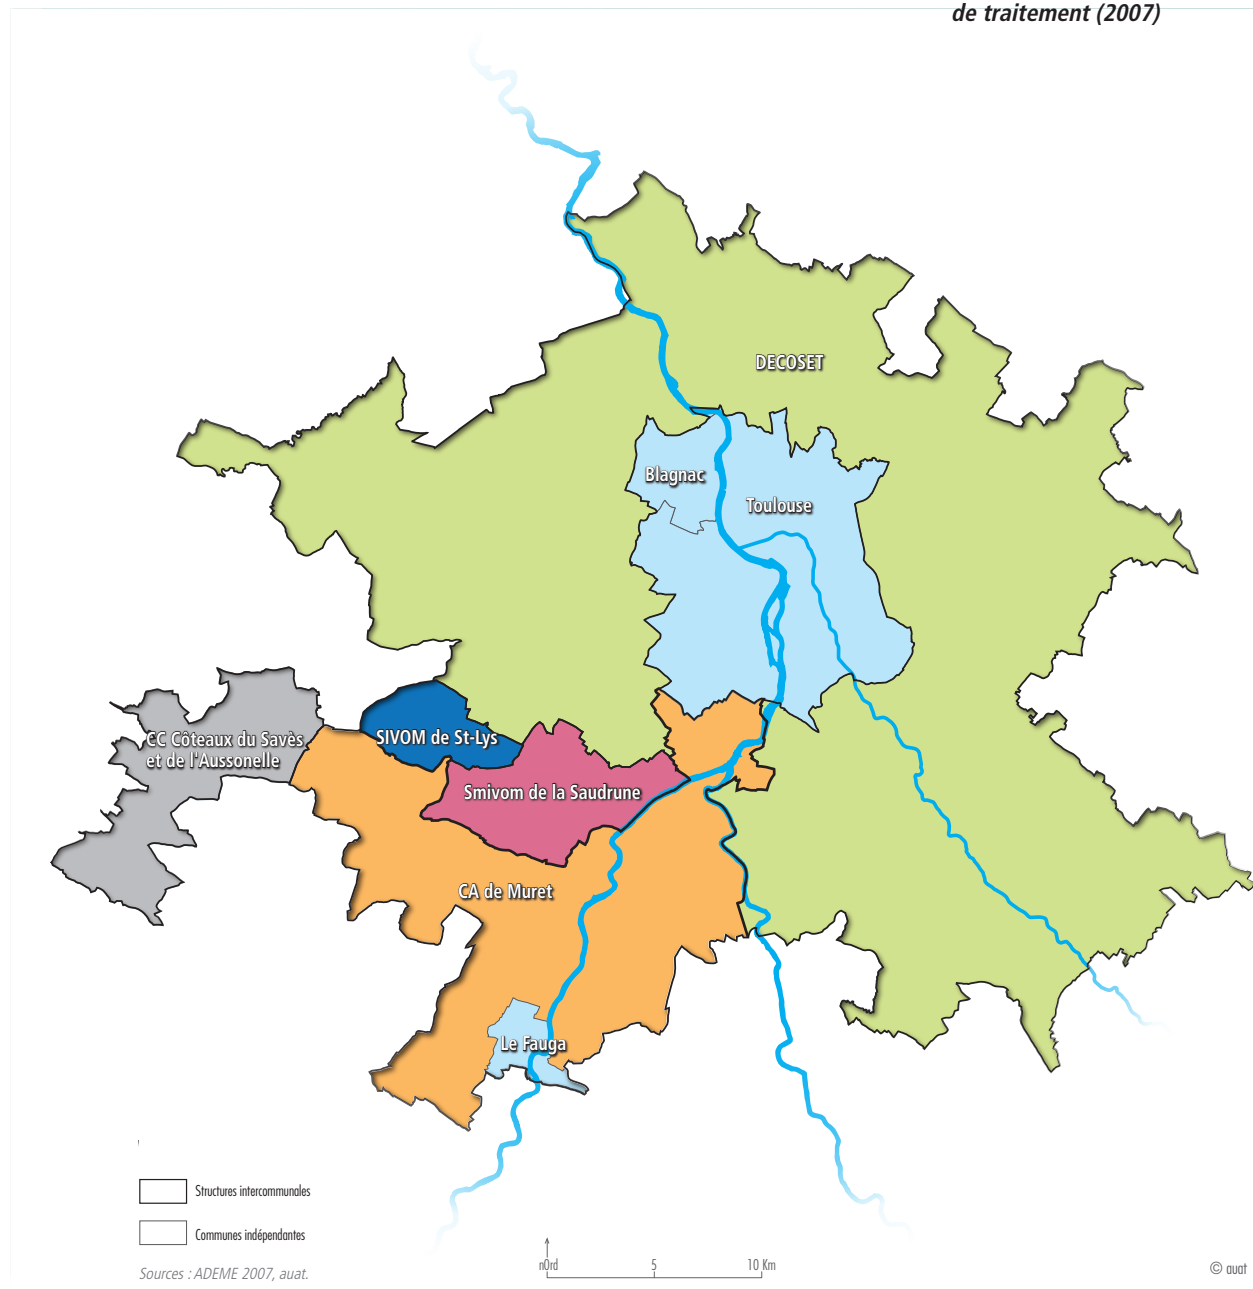 de traitement (2007)
DECOSET
Blagnac
Toulouse
SIVOM de St-Lys
CC Côteaux du Savès
et de l'Aussonelle
Smivom de la Saudrune
CA de Muret
Le Fauga
Structures intercommunales
Communes indépendantes
Sources : ADEME 2007, auat.
nOrd 5 10 Km
© auat